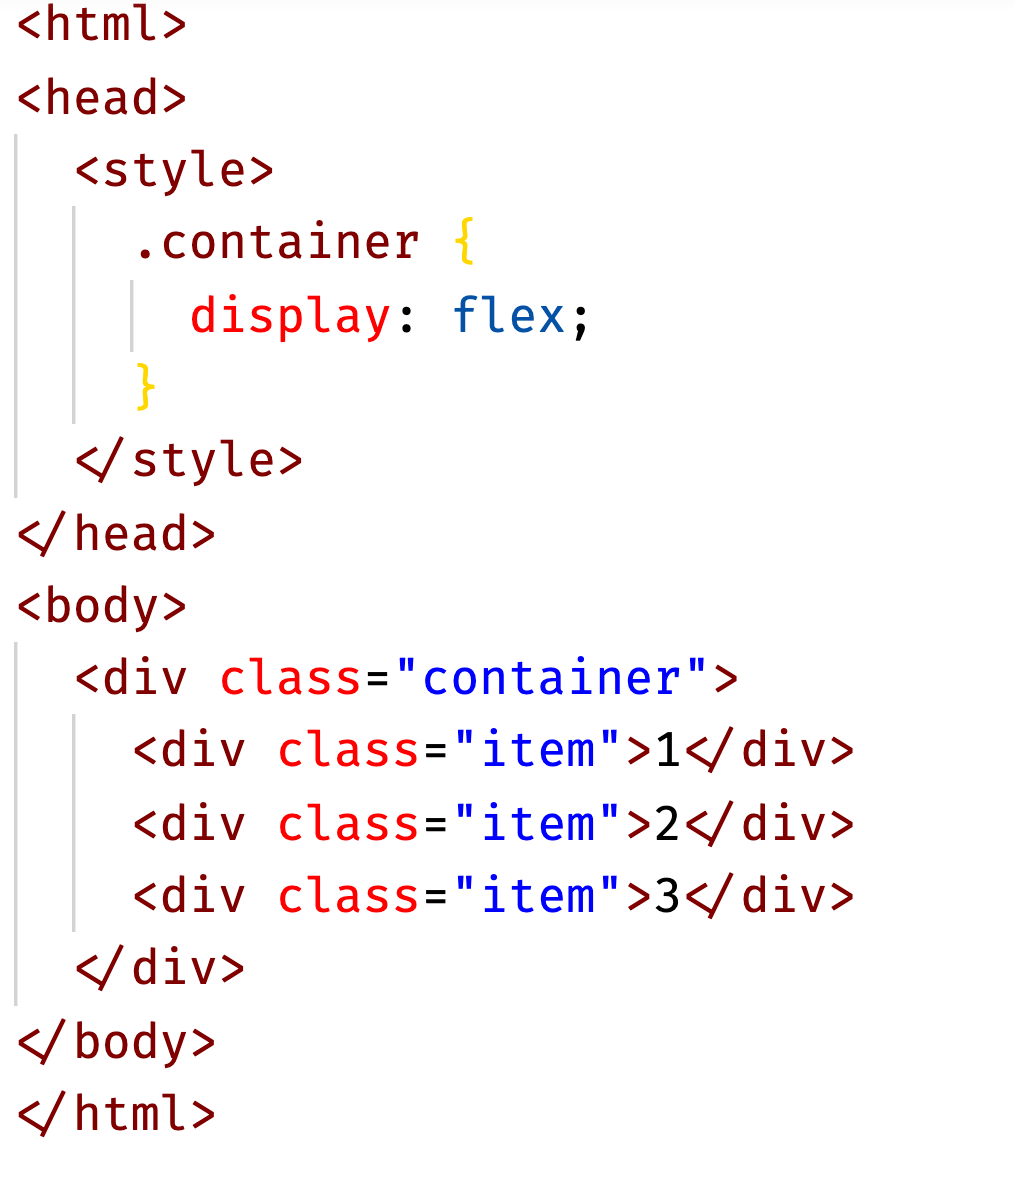 <html>
<head>
  <style>
    .container {
      display: flex;
    }
  </style>
</head>
<body>
  <div class="container">
    <div class="item">1</div>
    <div class="item">2</div>
    <div class="item">3</div>
  </div>
</body>
</html>